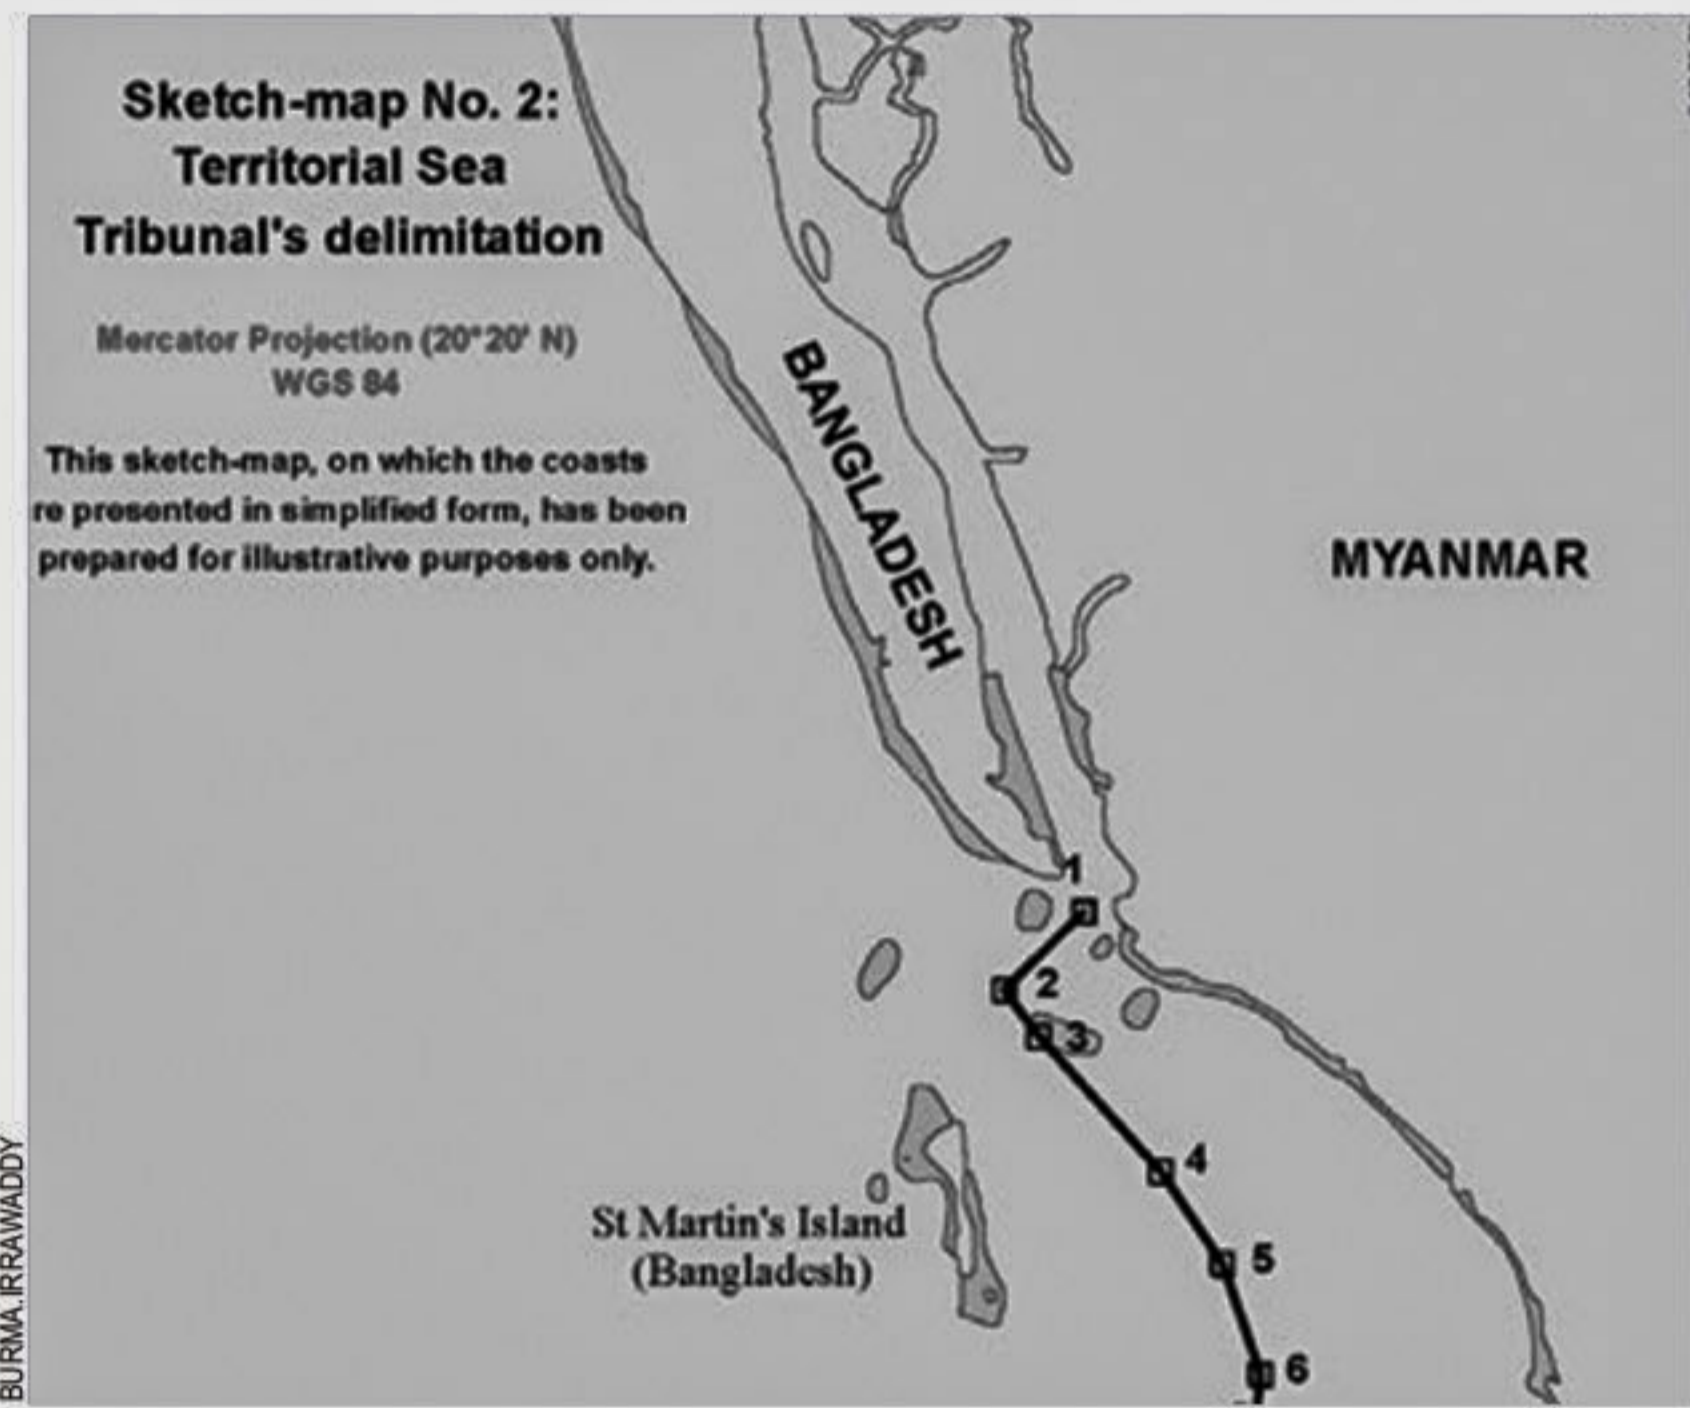 Sketch-map No. 2:
Territorial Sea
Tribunal's delimitation
Mercator Projection (20°20' N)
WGS 84
This sketch-map, on which the coasts
re presented in simplified form, has been
prepared for illustrative purposes only.
BANGLADESH
MYANMAR
1
2
3
4
St Martin's Island
(Bangladesh)
5
6
BURMA.IRRAWADDY